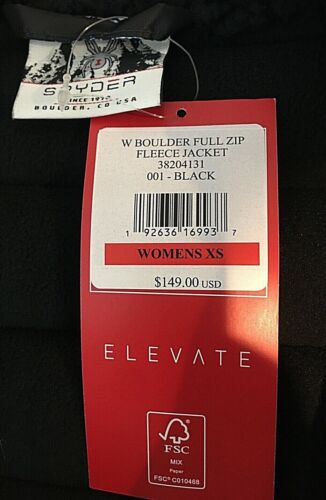 SPYDER
SINCE 1978
BOULDER, CO USA
W BOULDER FULL ZIP
FLEECE JACKET
38204131
001 - BLACK
1 92636 16993 7
WOMENS XS
$149.00 USD
ELEVATE
FSC
MIX
Paper
FSC® C010468